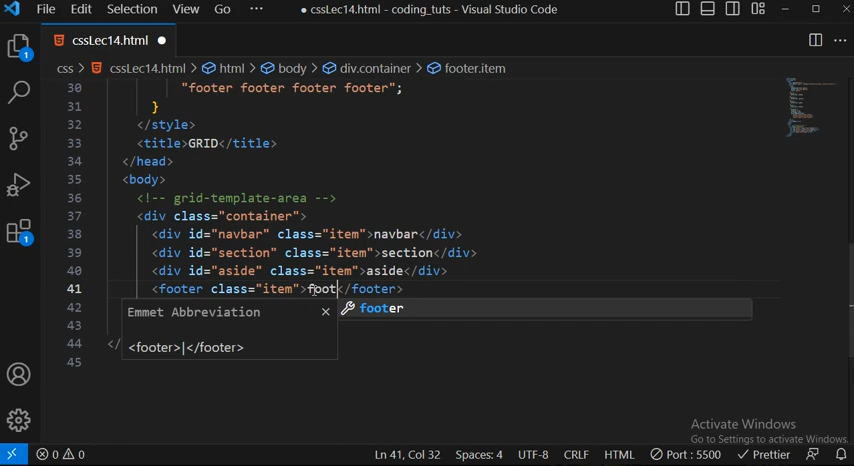 File Edit Selection View Go ··· ● cssLec14.html - coding_tuts - Visual Studio Code
cssLec14.html ●
css > cssLec14.html > html > body > div.container > footer.item
30 "footer footer footer footer";
31 }
32 </style>
33 <title>GRID</title>
34 </head>
35 <body>
36 <!-- grid-template-area -->
37 <div class="container">
38 <div id="navbar" class="item">navbar</div>
39 <div id="section" class="item">section</div>
40 <div id="aside" class="item">aside</div>
41 <footer class="item">foot</footer>
42
Emmet Abbreviation
footer
43
<footer>|</footer>
44 </
45
1
1
Activate Windows
Go to Settings to activate Windows.
0 0 Ln 41, Col 32 Spaces: 4 UTF-8 CRLF HTML Port : 5500 Prettier